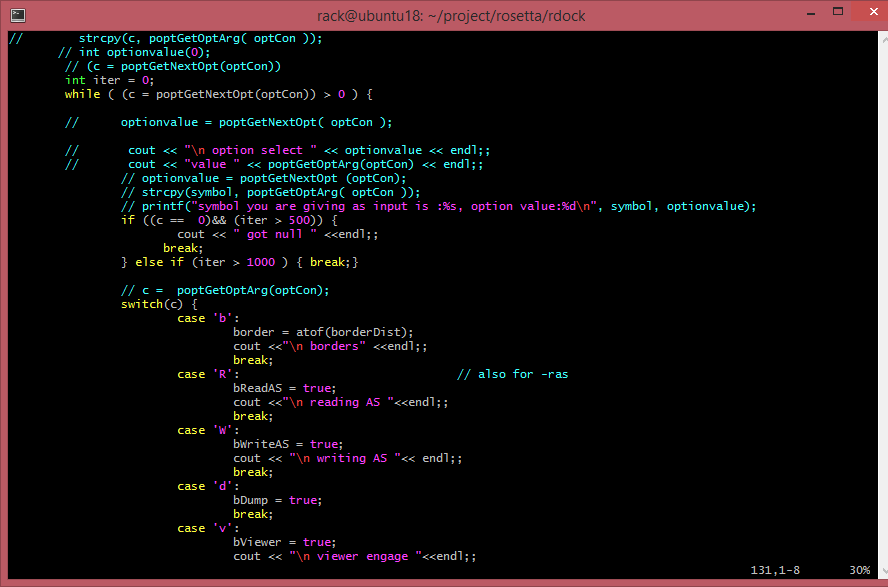 rack@ubuntu18: ~/project/rosetta/rdock
//        strcpy(c, poptGetOptArg( optCon ));
       // int optionvalue(0);
        // (c = poptGetNextOpt(optCon))
        int iter = 0;
        while ( (c = poptGetNextOpt(optCon)) > 0 ) {
        //      optionvalue = poptGetNextOpt( optCon );
        //       cout << "\n option select " << optionvalue << endl;;
        //       cout << "value " << poptGetOptArg(optCon) << endl;;
                // optionvalue = poptGetNextOpt (optCon);
                // strcpy(symbol, poptGetOptArg( optCon ));
                // printf("symbol you are giving as input is :%s, option value:%d\n", symbol, optionvalue);
                if ((c ==  0)&& (iter > 500)) {
                        cout << " got null " <<endl;;
                      break;
                } else if (iter > 1000 ) { break;}
                // c =  poptGetOptArg(optCon);
                switch(c) {
                        case 'b':
                                border = atof(borderDist);
                                cout <<"\n borders" <<endl;;
                                break;
                        case 'R':                               // also for -ras
                                bReadAS = true;
                                cout <<"\n reading AS "<<endl;;
                                break;
                        case 'W':
                                bWriteAS = true;
                                cout << "\n writing AS "<< endl;;
                                break;
                        case 'd':
                                bDump = true;
                                break;
                        case 'v':
                                bViewer = true;
                                cout << "\n viewer engage "<<endl;;
131,1-8       30%